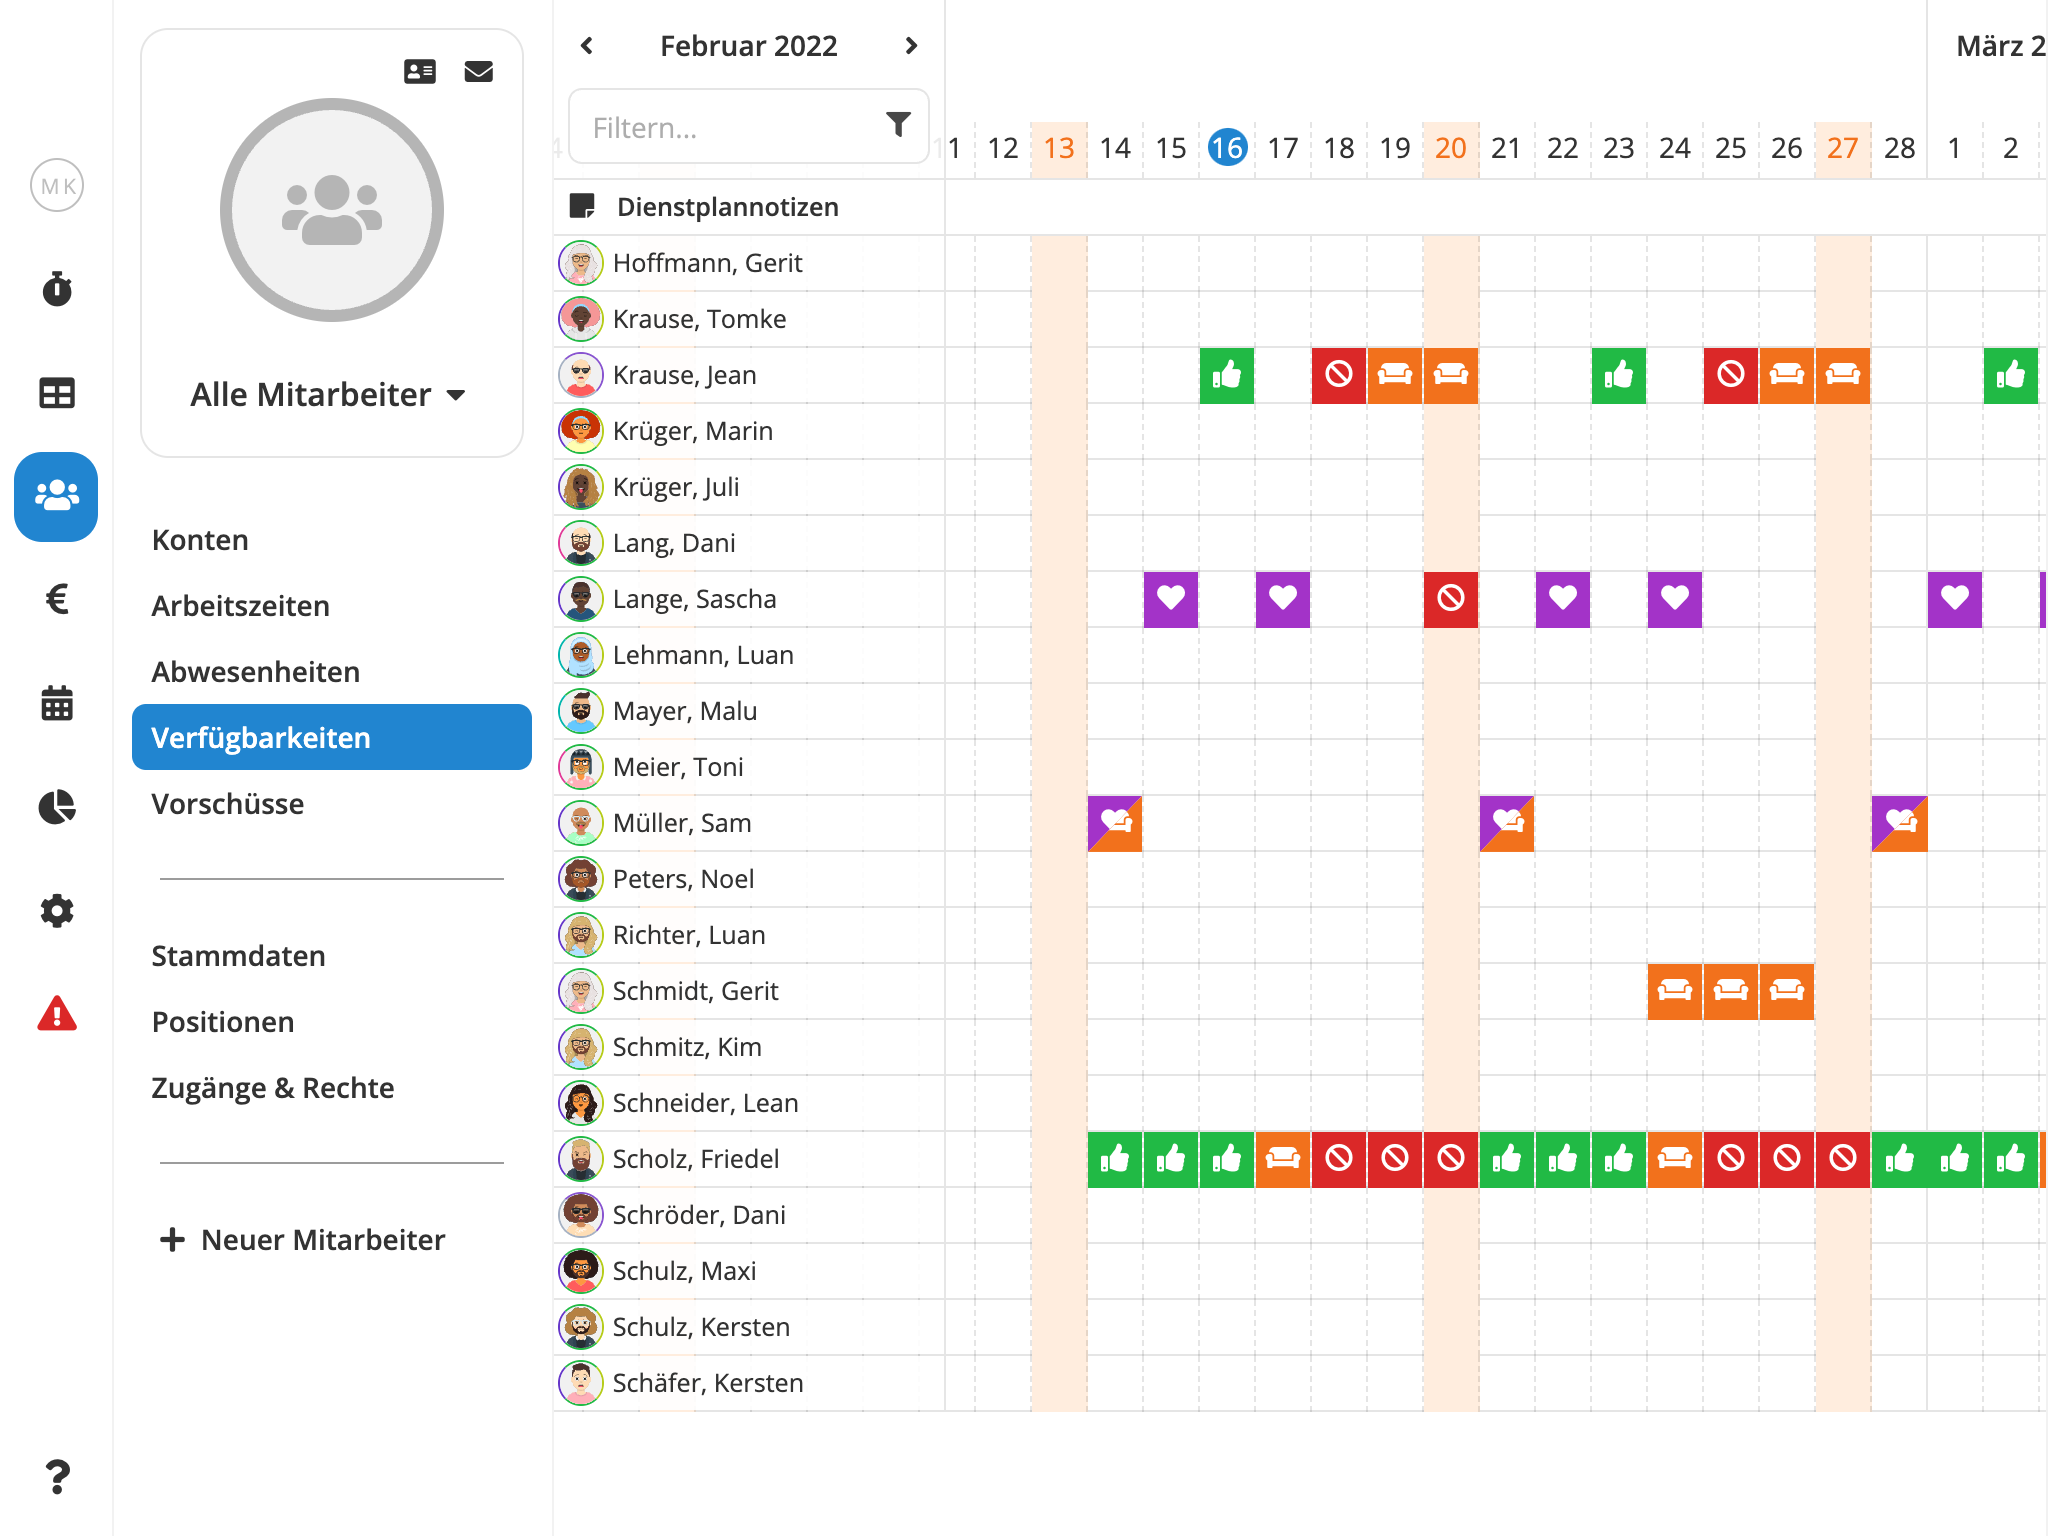 MK
Alle Mitarbeiter
Konten
Arbeitszeiten
Abwesenheiten
Verfügbarkeiten
Vorschüsse
Stammdaten
Positionen
Zugänge & Rechte
+ Neuer Mitarbeiter
€
?
Februar 2022
März 2
Filtern...
4 11 12 13 14 15 16 17 18 19 20 21 22 23 24 25 26 27 28 1 2
Dienstplannotizen
Hoffmann, Gerit
Krause, Tomke
Krause, Jean
Krüger, Marin
Krüger, Juli
Lang, Dani
Lange, Sascha
Lehmann, Luan
Mayer, Malu
Meier, Toni
Müller, Sam
Peters, Noel
Richter, Luan
Schmidt, Gerit
Schmitz, Kim
Schneider, Lean
Scholz, Friedel
Schröder, Dani
Schulz, Maxi
Schulz, Kersten
Schäfer, Kersten